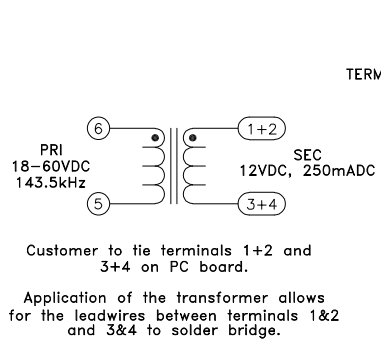 TERM
6
1+2
PRI
18-60VDC
143.5kHz
SEC
12VDC, 250mADC
5
3+4
Customer to tie terminals 1+2 and
3+4 on PC board.
Application of the transformer allows
for the leadwires between terminals 1&2
and 3&4 to solder bridge.